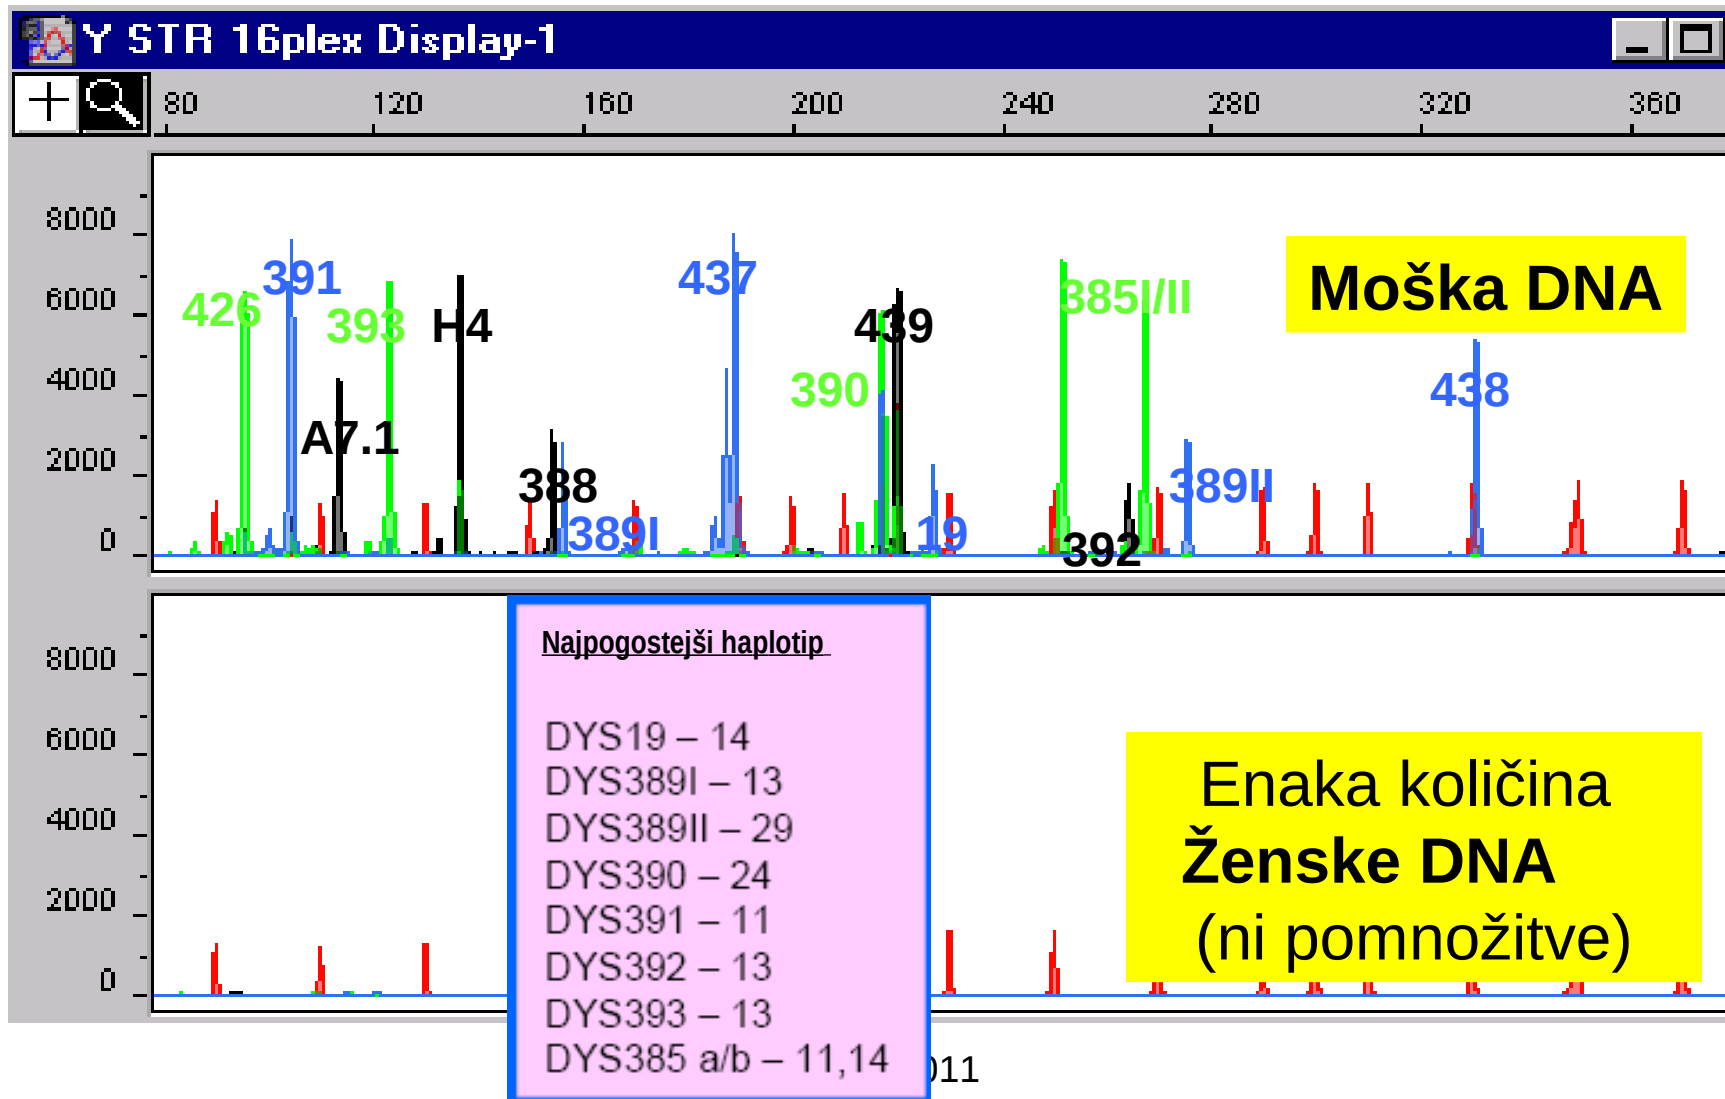 Y STR 16plex Display-1
80 120 160 200 240 280 320 360
8000
6000
4000
2000
0
426
391
393
H4
A7.1
388
389I
437
390
439
19
385I/II
392
389II
438
Moška DNA
8000
6000
4000
2000
0
Najpogostejši haplotip
DYS19 – 14
DYS389I – 13
DYS389II – 29
DYS390 – 24
DYS391 – 11
DYS392 – 13
DYS393 – 13
DYS385 a/b – 11,14
Enaka količina
Ženske DNA
(ni pomnožitve)
011